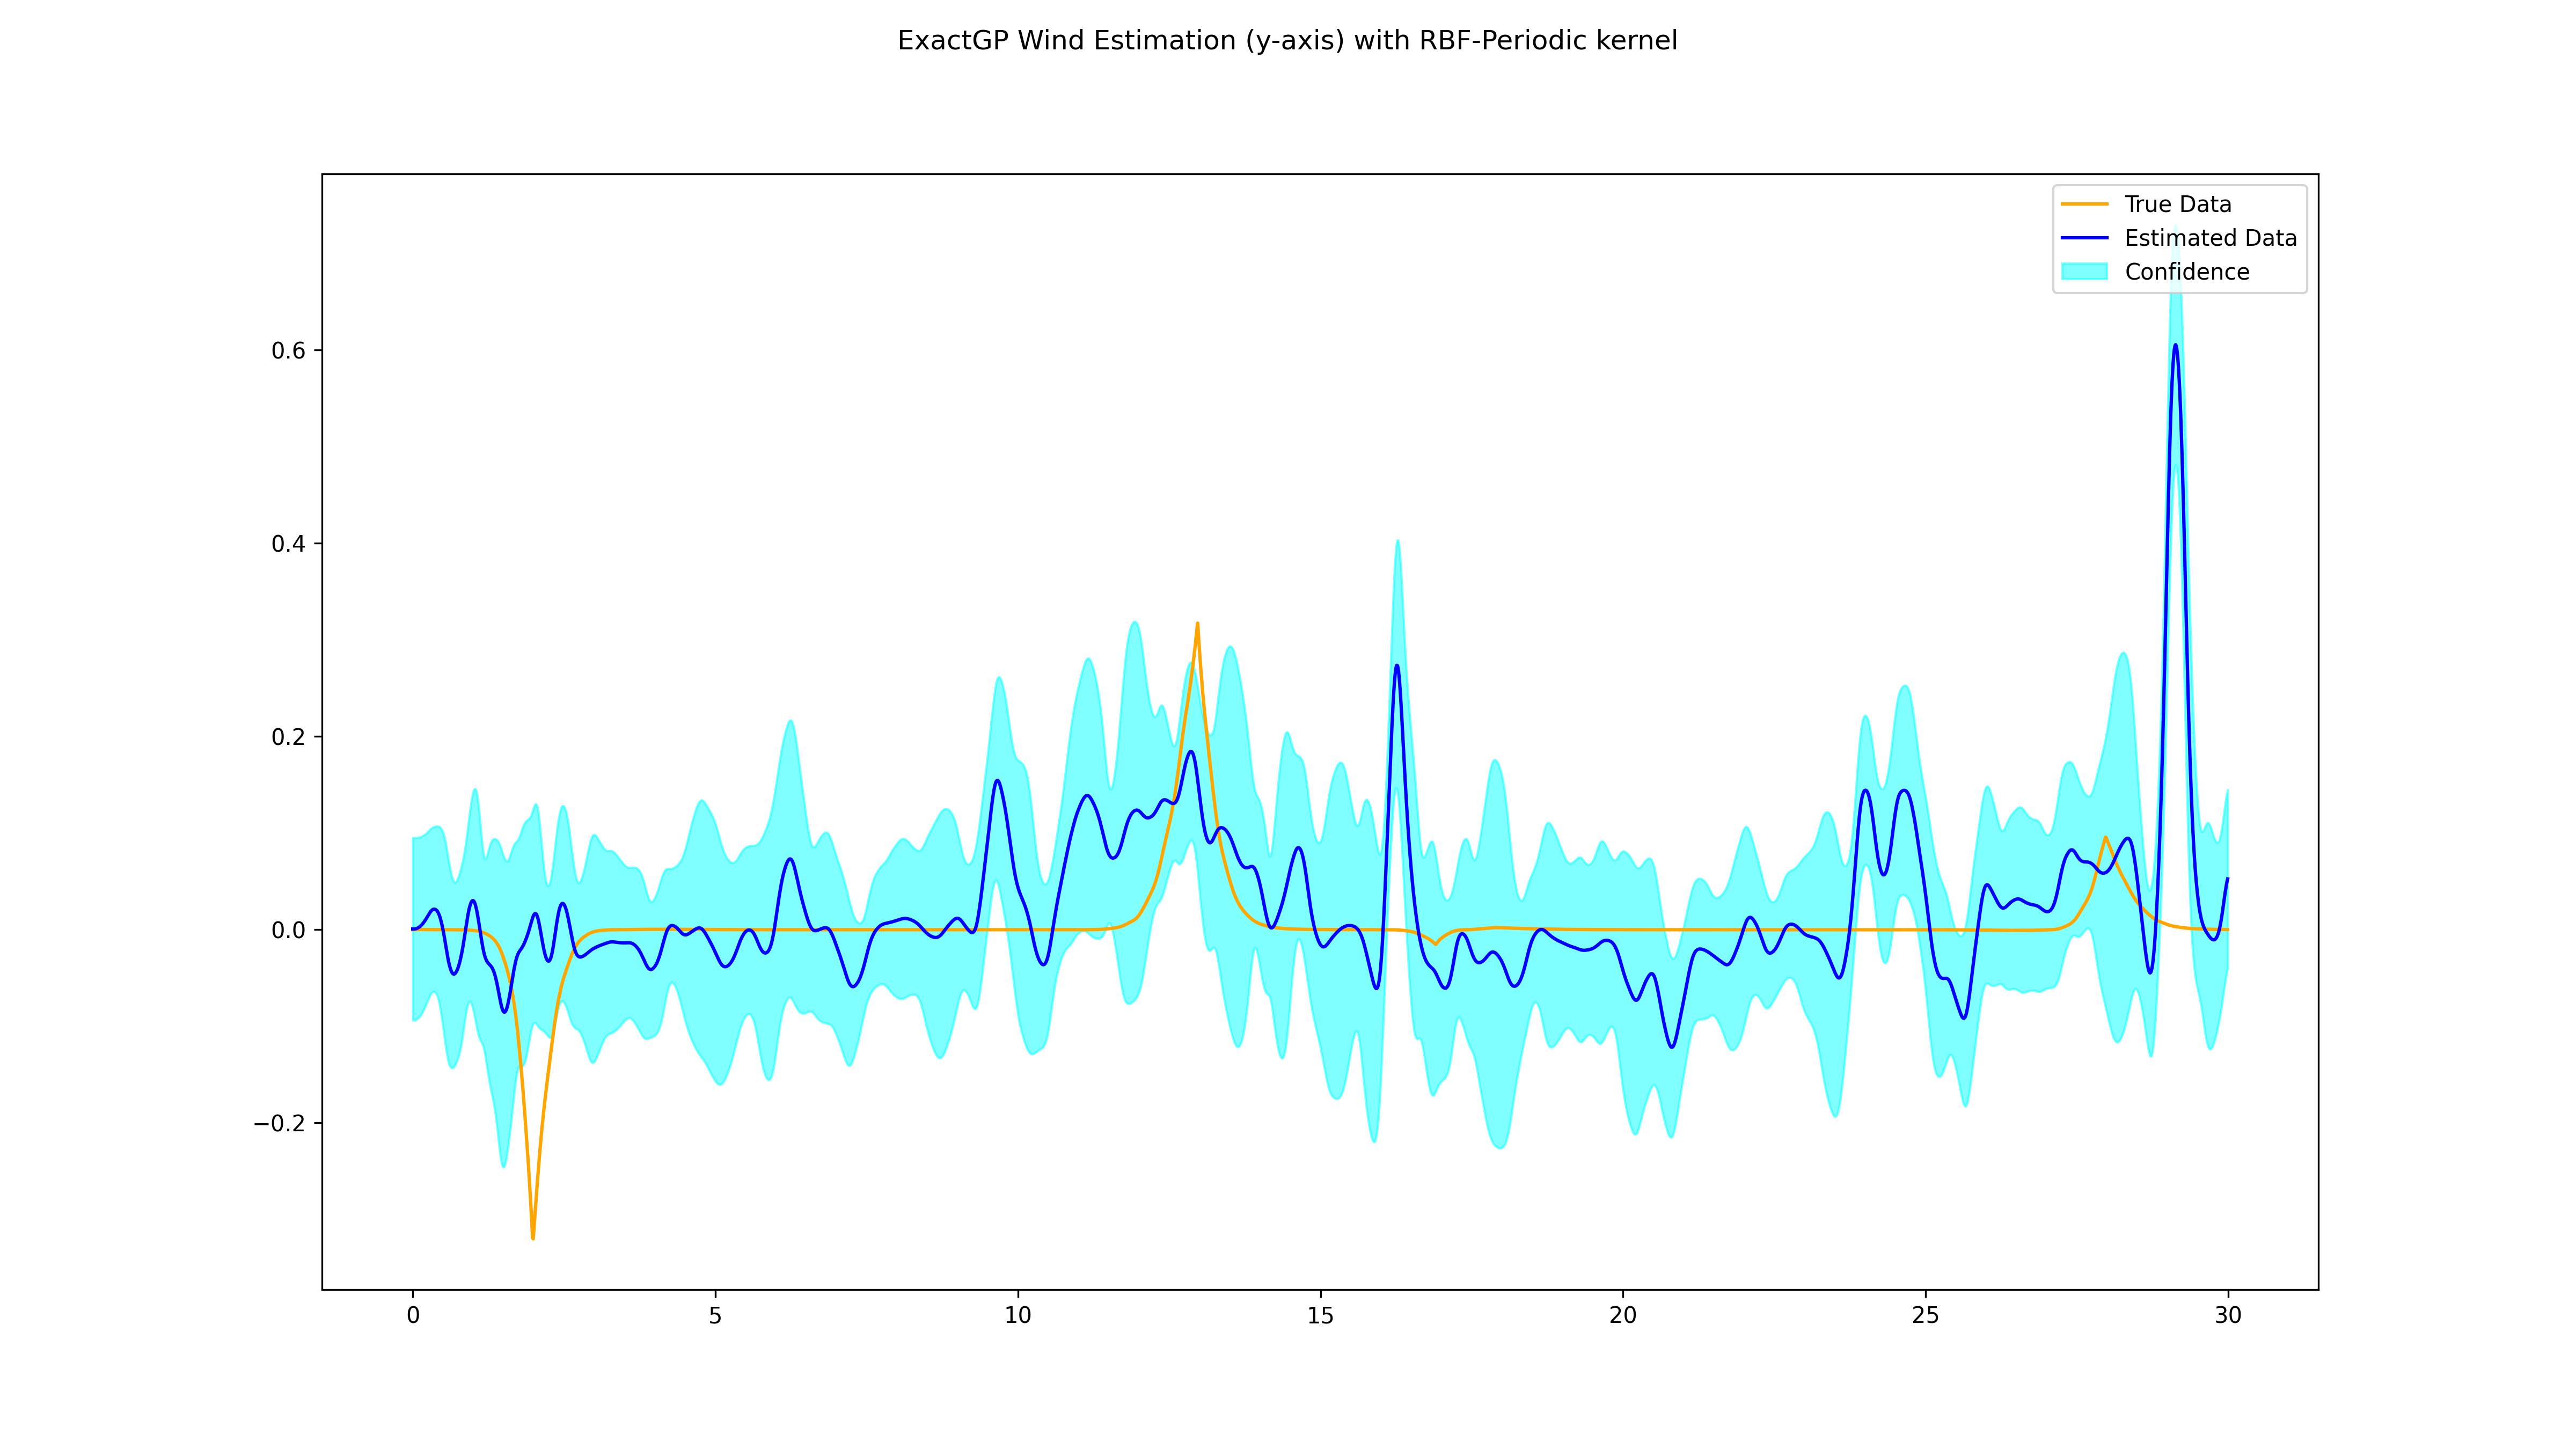 ExactGP Wind Estimation (y-axis) with RBF-Periodic kernel
True Data
Estimated Data
Confidence
0.6
0.4
0.2
0.0
−0.2
0 5 10 15 20 25 30